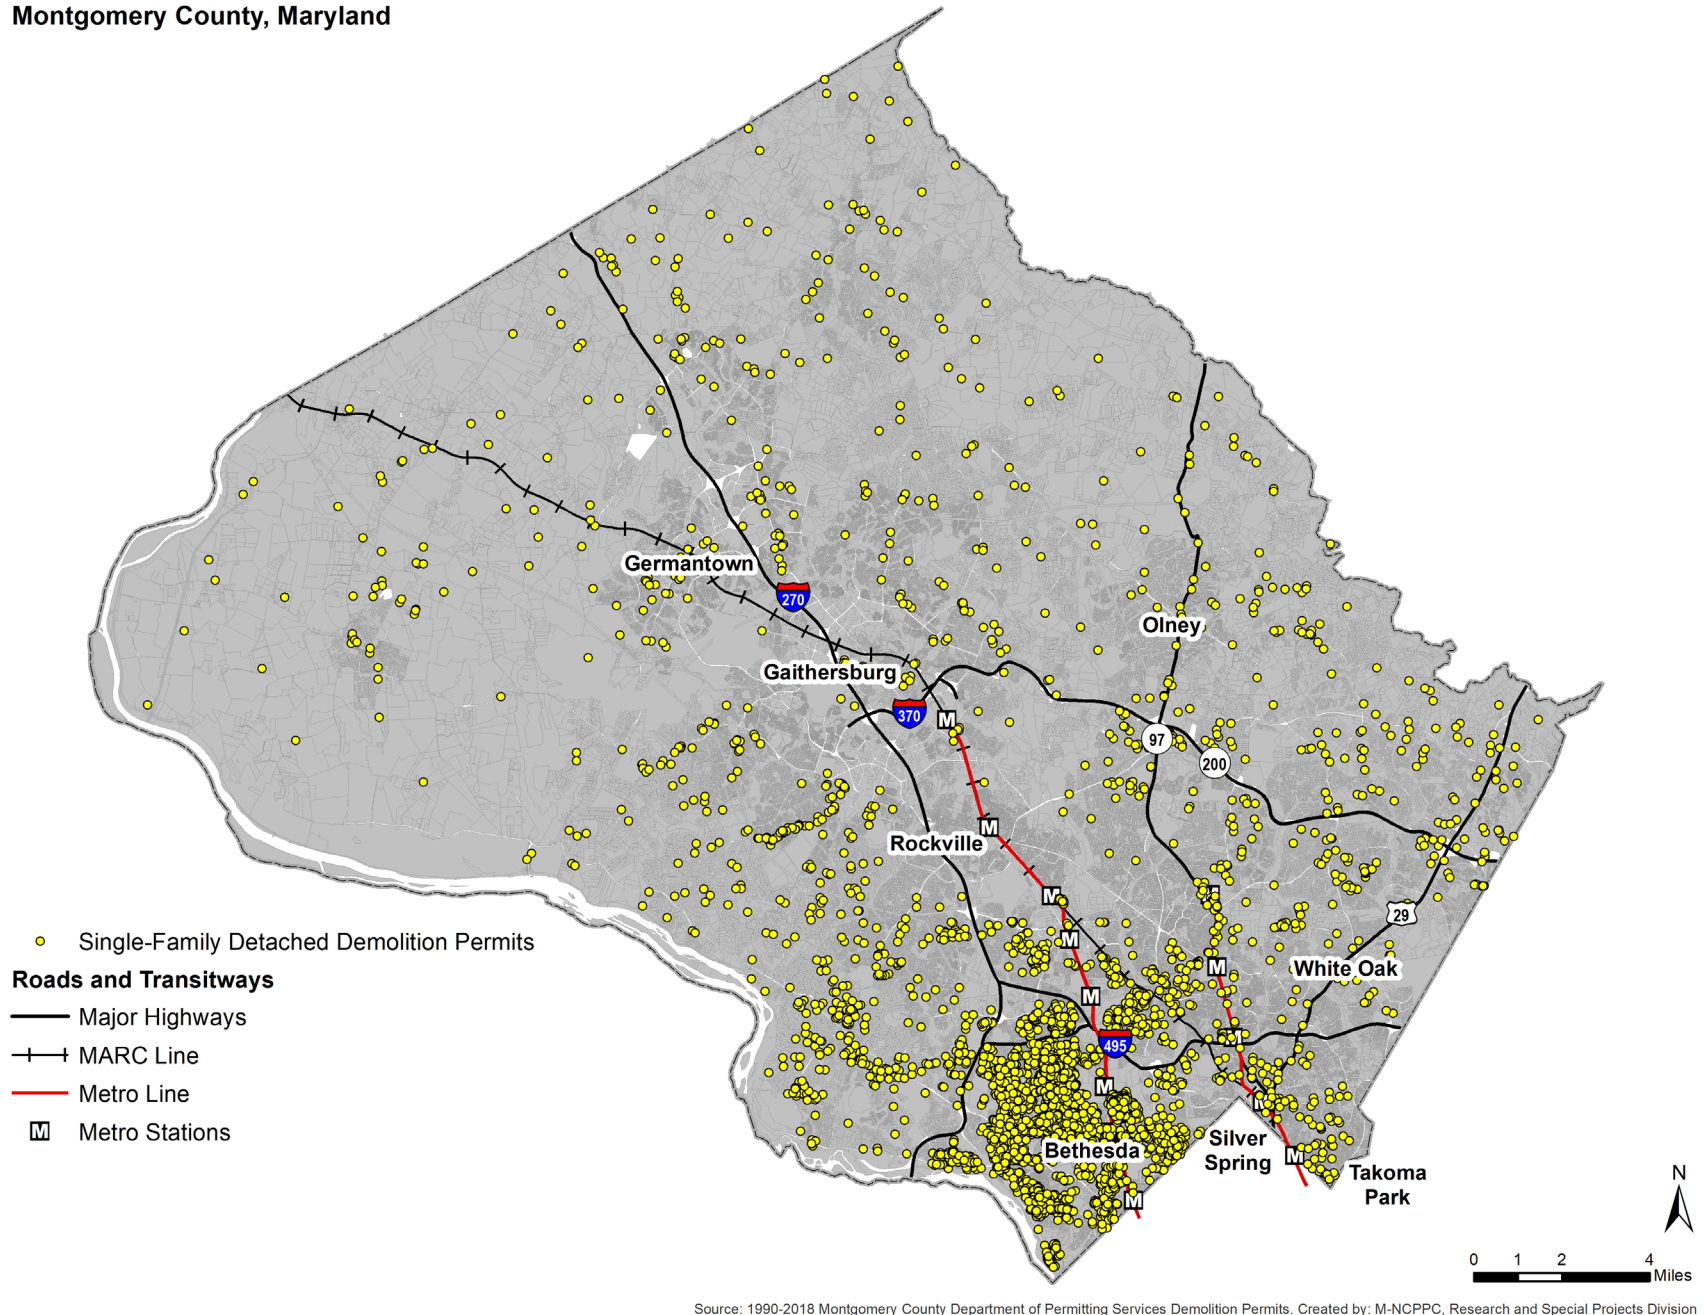 Montgomery County, Maryland
Germantown
270
Olney
Gaithersburg
370
M
97
200
M
Rockville
M
M
29
Single-Family Detached Demolition Permits
M
Roads and Transitways
M
White Oak
Major Highways
M
M
495
MARC Line
M
Metro Line
M
M Metro Stations
Bethesda
Silver
Spring
M
Takoma
Park
M
N
0 1 2 4
Miles
Source: 1990-2018 Montgomery County Department of Permitting Services Demolition Permits. Created by: M-NCPPC, Research and Special Projects Division